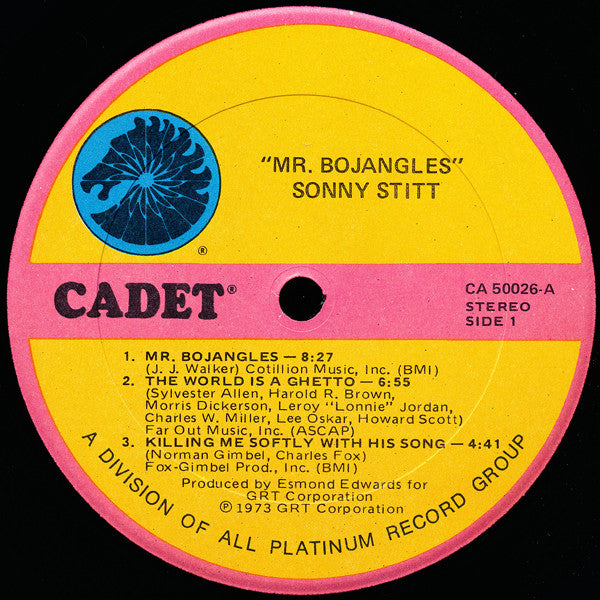 "MR. BOJANGLES"
SONNY STITT
®
CADET®
CA 50026-A
STEREO
SIDE 1
1. MR. BOJANGLES — 8:27
(J. J. Walker) Cotillion Music, Inc. (BMI)
2. THE WORLD IS A GHETTO — 6:55
(Sylvester Allen, Harold R. Brown,
Morris Dickerson, Leroy "Lonnie" Jordan,
Charles W. Miller, Lee Oskar, Howard Scott)
Far Out Music, Inc. (ASCAP)
3. KILLING ME SOFTLY WITH HIS SONG — 4:41
(Norman Gimbel, Charles Fox)
Fox-Gimbel Prod., Inc. (BMI)
Produced by Esmond Edwards for
GRT Corporation
℗ 1973 GRT Corporation
A DIVISION OF ALL PLATINUM RECORD GROUP